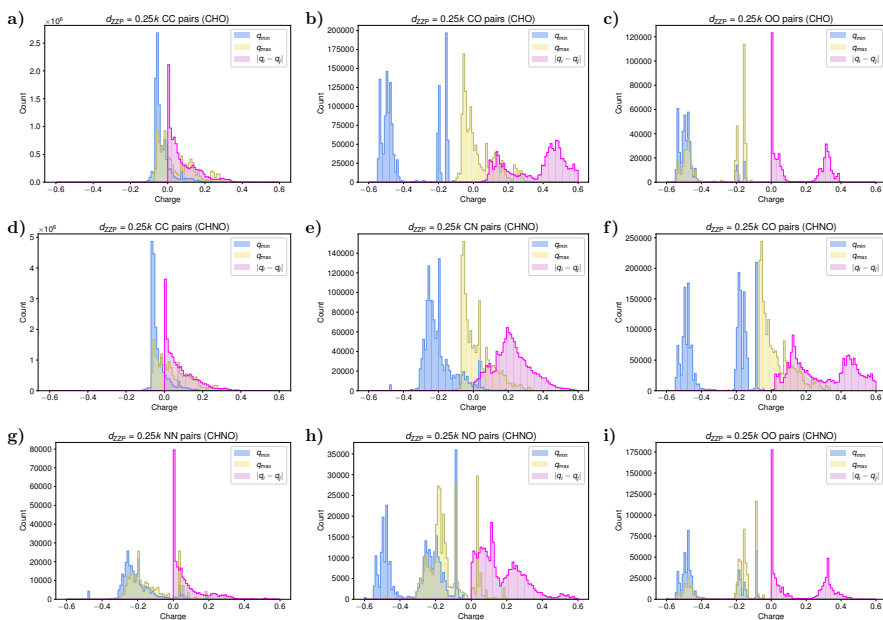 a)
d_ZZP = 0.25k CC pairs (CHO)
×10⁶
2.5
2.0
1.5
1.0
0.5
0.0
Count
q_min
q_max
|q_i − q_j|
−0.6 −0.4 −0.2 0.0 0.2 0.4 0.6
Charge
b)
d_ZZP = 0.25k CO pairs (CHO)
200000
175000
150000
125000
100000
75000
50000
25000
0
Count
q_min
q_max
|q_i − q_j|
−0.6 −0.4 −0.2 0.0 0.2 0.4 0.6
Charge
c)
d_ZZP = 0.25k OO pairs (CHO)
120000
100000
80000
60000
40000
20000
0
Count
q_min
q_max
|q_i − q_j|
−0.6 −0.4 −0.2 0.0 0.2 0.4 0.6
Charge
d)
d_ZZP = 0.25k CC pairs (CHNO)
×10⁶
5
4
3
2
1
0
Count
q_min
q_max
|q_i − q_j|
−0.6 −0.4 −0.2 0.0 0.2 0.4 0.6
Charge
e)
d_ZZP = 0.25k CN pairs (CHNO)
140000
120000
100000
80000
60000
40000
20000
0
Count
q_min
q_max
|q_i − q_j|
−0.6 −0.4 −0.2 0.0 0.2 0.4 0.6
Charge
f)
d_ZZP = 0.25k CO pairs (CHNO)
250000
200000
150000
100000
50000
0
Count
q_min
q_max
|q_i − q_j|
−0.6 −0.4 −0.2 0.0 0.2 0.4 0.6
Charge
g)
d_ZZP = 0.25k NN pairs (CHNO)
80000
70000
60000
50000
40000
30000
20000
10000
0
Count
q_min
q_max
|q_i − q_j|
−0.6 −0.4 −0.2 0.0 0.2 0.4 0.6
Charge
h)
d_ZZP = 0.25k NO pairs (CHNO)
35000
30000
25000
20000
15000
10000
5000
0
Count
q_min
q_max
|q_i − q_j|
−0.6 −0.4 −0.2 0.0 0.2 0.4 0.6
Charge
i)
d_ZZP = 0.25k OO pairs (CHNO)
175000
150000
125000
100000
75000
50000
25000
0
Count
q_min
q_max
|q_i − q_j|
−0.6 −0.4 −0.2 0.0 0.2 0.4 0.6
Charge